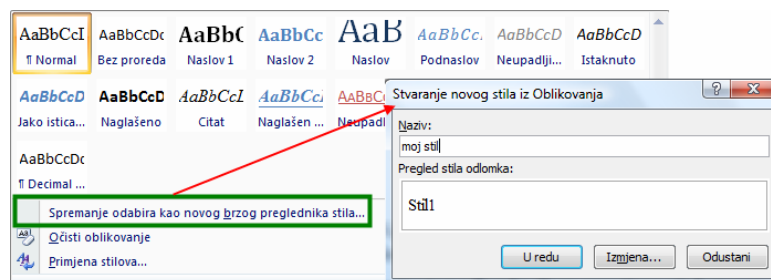 AaBbCcI AaBbCcDc AaBb( AaBbCc AaB AaBbCc. AaBbCcD AaBbCcD
¶ Normal Bez proreda Naslov 1 Naslov 2 Naslov Podnaslov Neupadlji... Istaknuto
AaBbCcD AaBbCcD AaBbCcI AaBbCcI AaBbCc
Jako istica... Naglašeno Citat Naglašen ... Neupadl
AaBbCcDc
¶ Decimal ...
Spremanje odabira kao novog brzog preglednika stila...
Očisti oblikovanje
Primjena stilova...
Stvaranje novog stila iz Oblikovanja
Naziv:
moj stil
Pregled stila odlomka:
Stil1
U redu Izmjena... Odustani